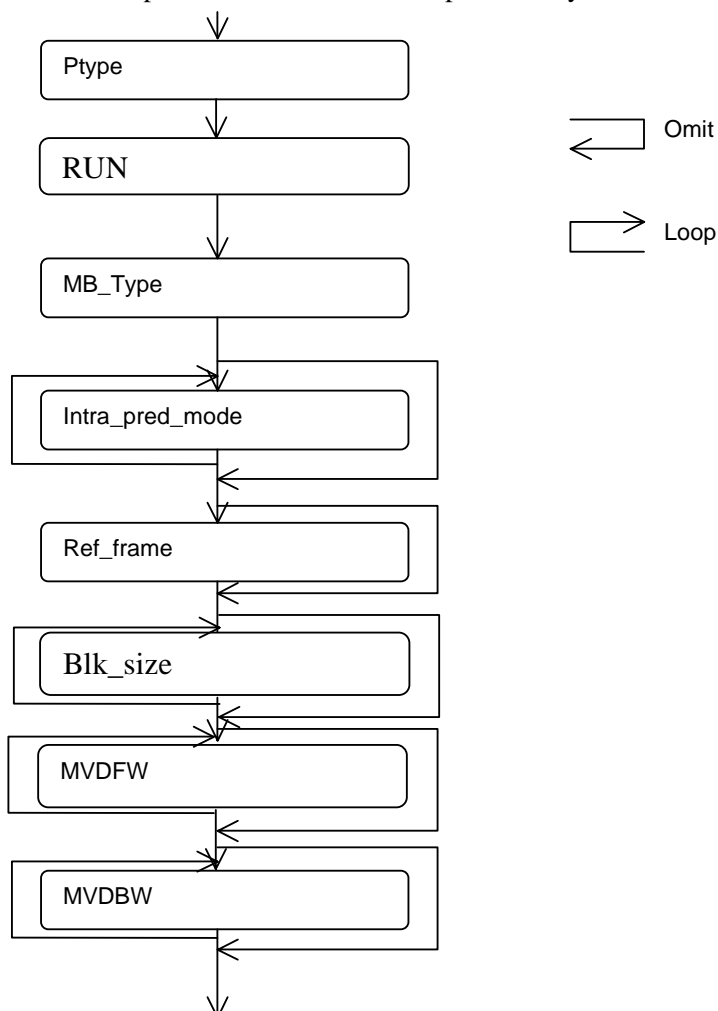 Ptype
RUN
MB_Type
Intra_pred_mode
Ref_frame
Blk_size
MVDFW
MVDBW
Omit
Loop